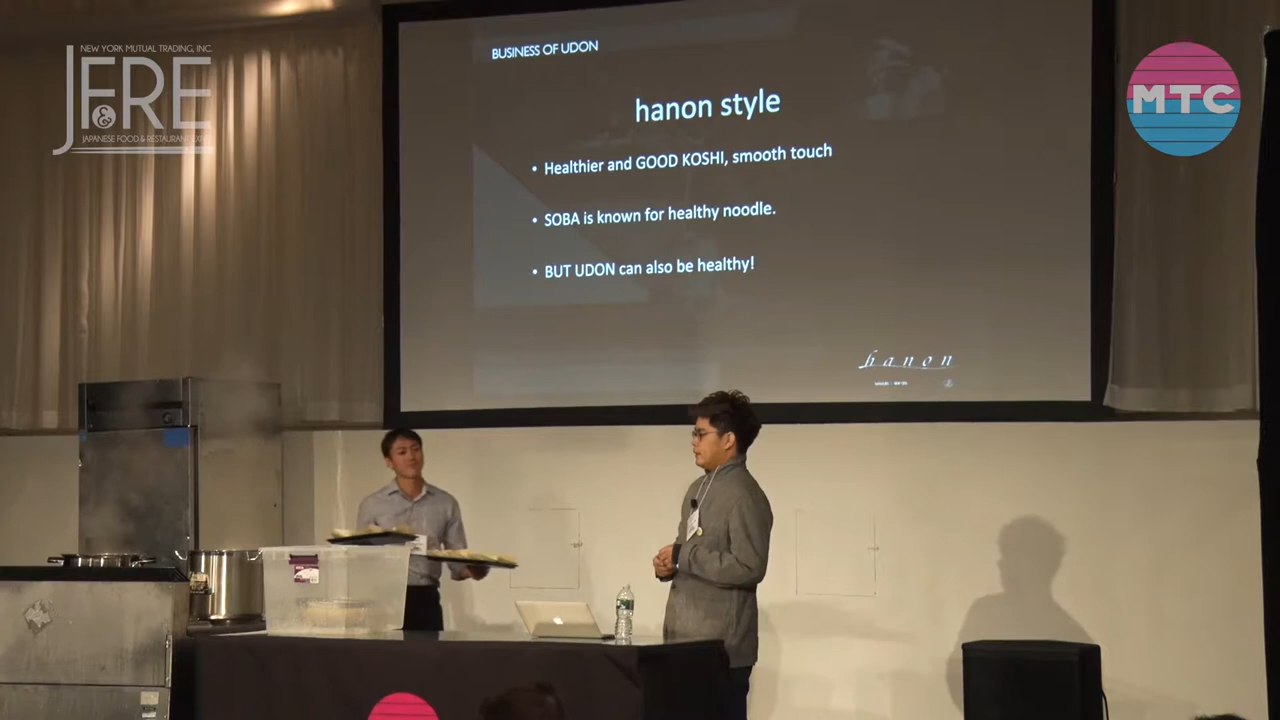 NEW YORK MUTUAL TRADING, INC.
JFRE
&
JAPANESE FOOD & RESTAURANT EXPO
MTC
BUSINESS OF UDON
hanon style
• Healthier and GOOD KOSHI, smooth touch
• SOBA is known for healthy noodle.
• BUT UDON can also be healthy!
hanon